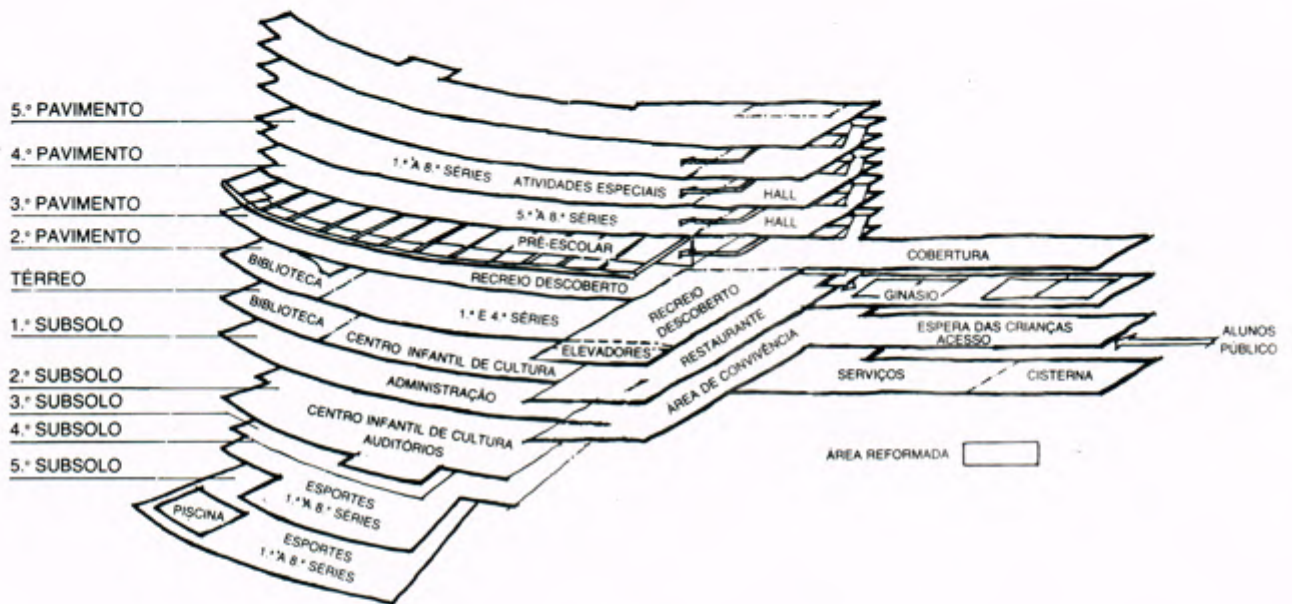 5.º PAVIMENTO
4.º PAVIMENTO
3.º PAVIMENTO
2.º PAVIMENTO
TÉRREO
1.º SUBSOLO
2.º SUBSOLO
3.º SUBSOLO
4.º SUBSOLO
5.º SUBSOLO
1.ª A 8.ª SÉRIES
ATIVIDADES ESPECIAIS
HALL
5.ª A 8.ª SÉRIES
HALL
PRÉ-ESCOLAR
COBERTURA
BIBLIOTECA
RECREIO DESCOBERTO
RECREIO
DESCOBERTO
GINASIO
BIBLIOTECA
1.ª E 4.ª SÉRIES
ELEVADORES
RESTAURANTE
ESPERA DAS CRIANÇAS
ACESSO
ALUNOS
PÚBLICO
CENTRO INFANTIL DE CULTURA
ADMINISTRAÇÃO
ÁREA DE CONVIVÊNCIA
SERVIÇOS
CISTERNA
CENTRO INFANTIL DE CULTURA
AUDITÓRIOS
ÁREA REFORMADA
ESPORTES
1.ª A 8.ª SÉRIES
PISCINA
ESPORTES
1.ª A 8.ª SÉRIES